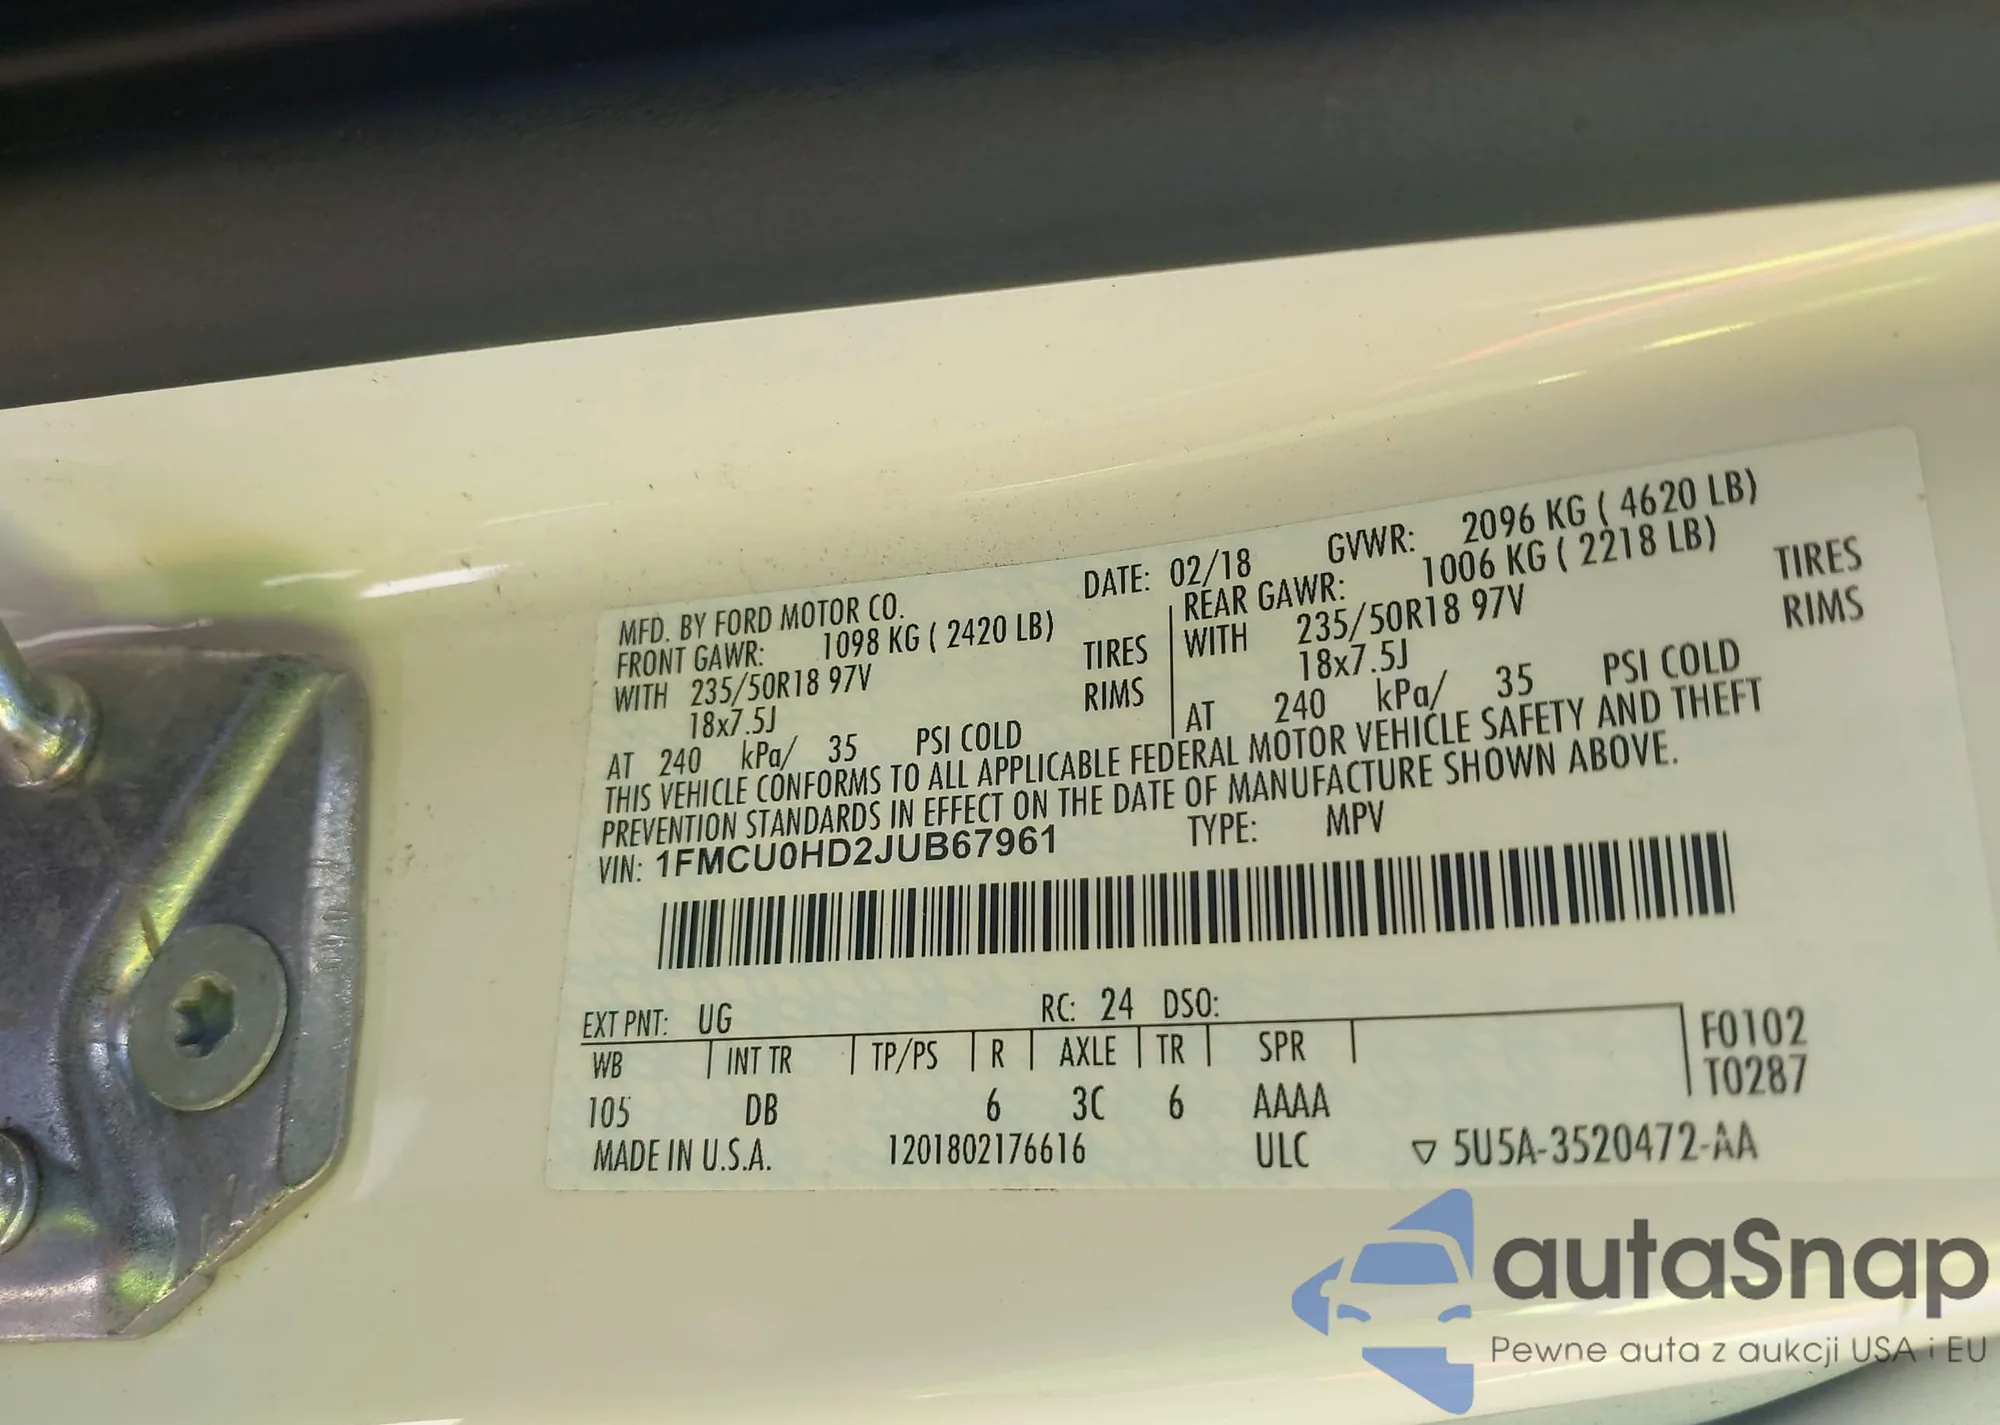 MFD. BY FORD MOTOR CO. DATE: 02/18 GVWR: 2096 KG ( 4620 LB)
FRONT GAWR: 1098 KG ( 2420 LB) REAR GAWR: 1006 KG ( 2218 LB)
WITH 235/50R18 97V TIRES WITH 235/50R18 97V TIRES
18x7.5J RIMS 18x7.5J RIMS
AT 240 kPa/ 35 PSI COLD AT 240 kPa/ 35 PSI COLD
THIS VEHICLE CONFORMS TO ALL APPLICABLE FEDERAL MOTOR VEHICLE SAFETY AND THEFT
PREVENTION STANDARDS IN EFFECT ON THE DATE OF MANUFACTURE SHOWN ABOVE.
VIN: 1FMCU0HD2JUB67961 TYPE: MPV
EXT PNT: UG RC: 24 DSO:
WB INT TR TP/PS R AXLE TR SPR F0102
T0287
105 DB 6 3C 6 AAAA
MADE IN U.S.A. 1201802176616 ULC ▽ 5U5A-3520472-AA
autaSnap
Pewne auta z aukcji USA i EU